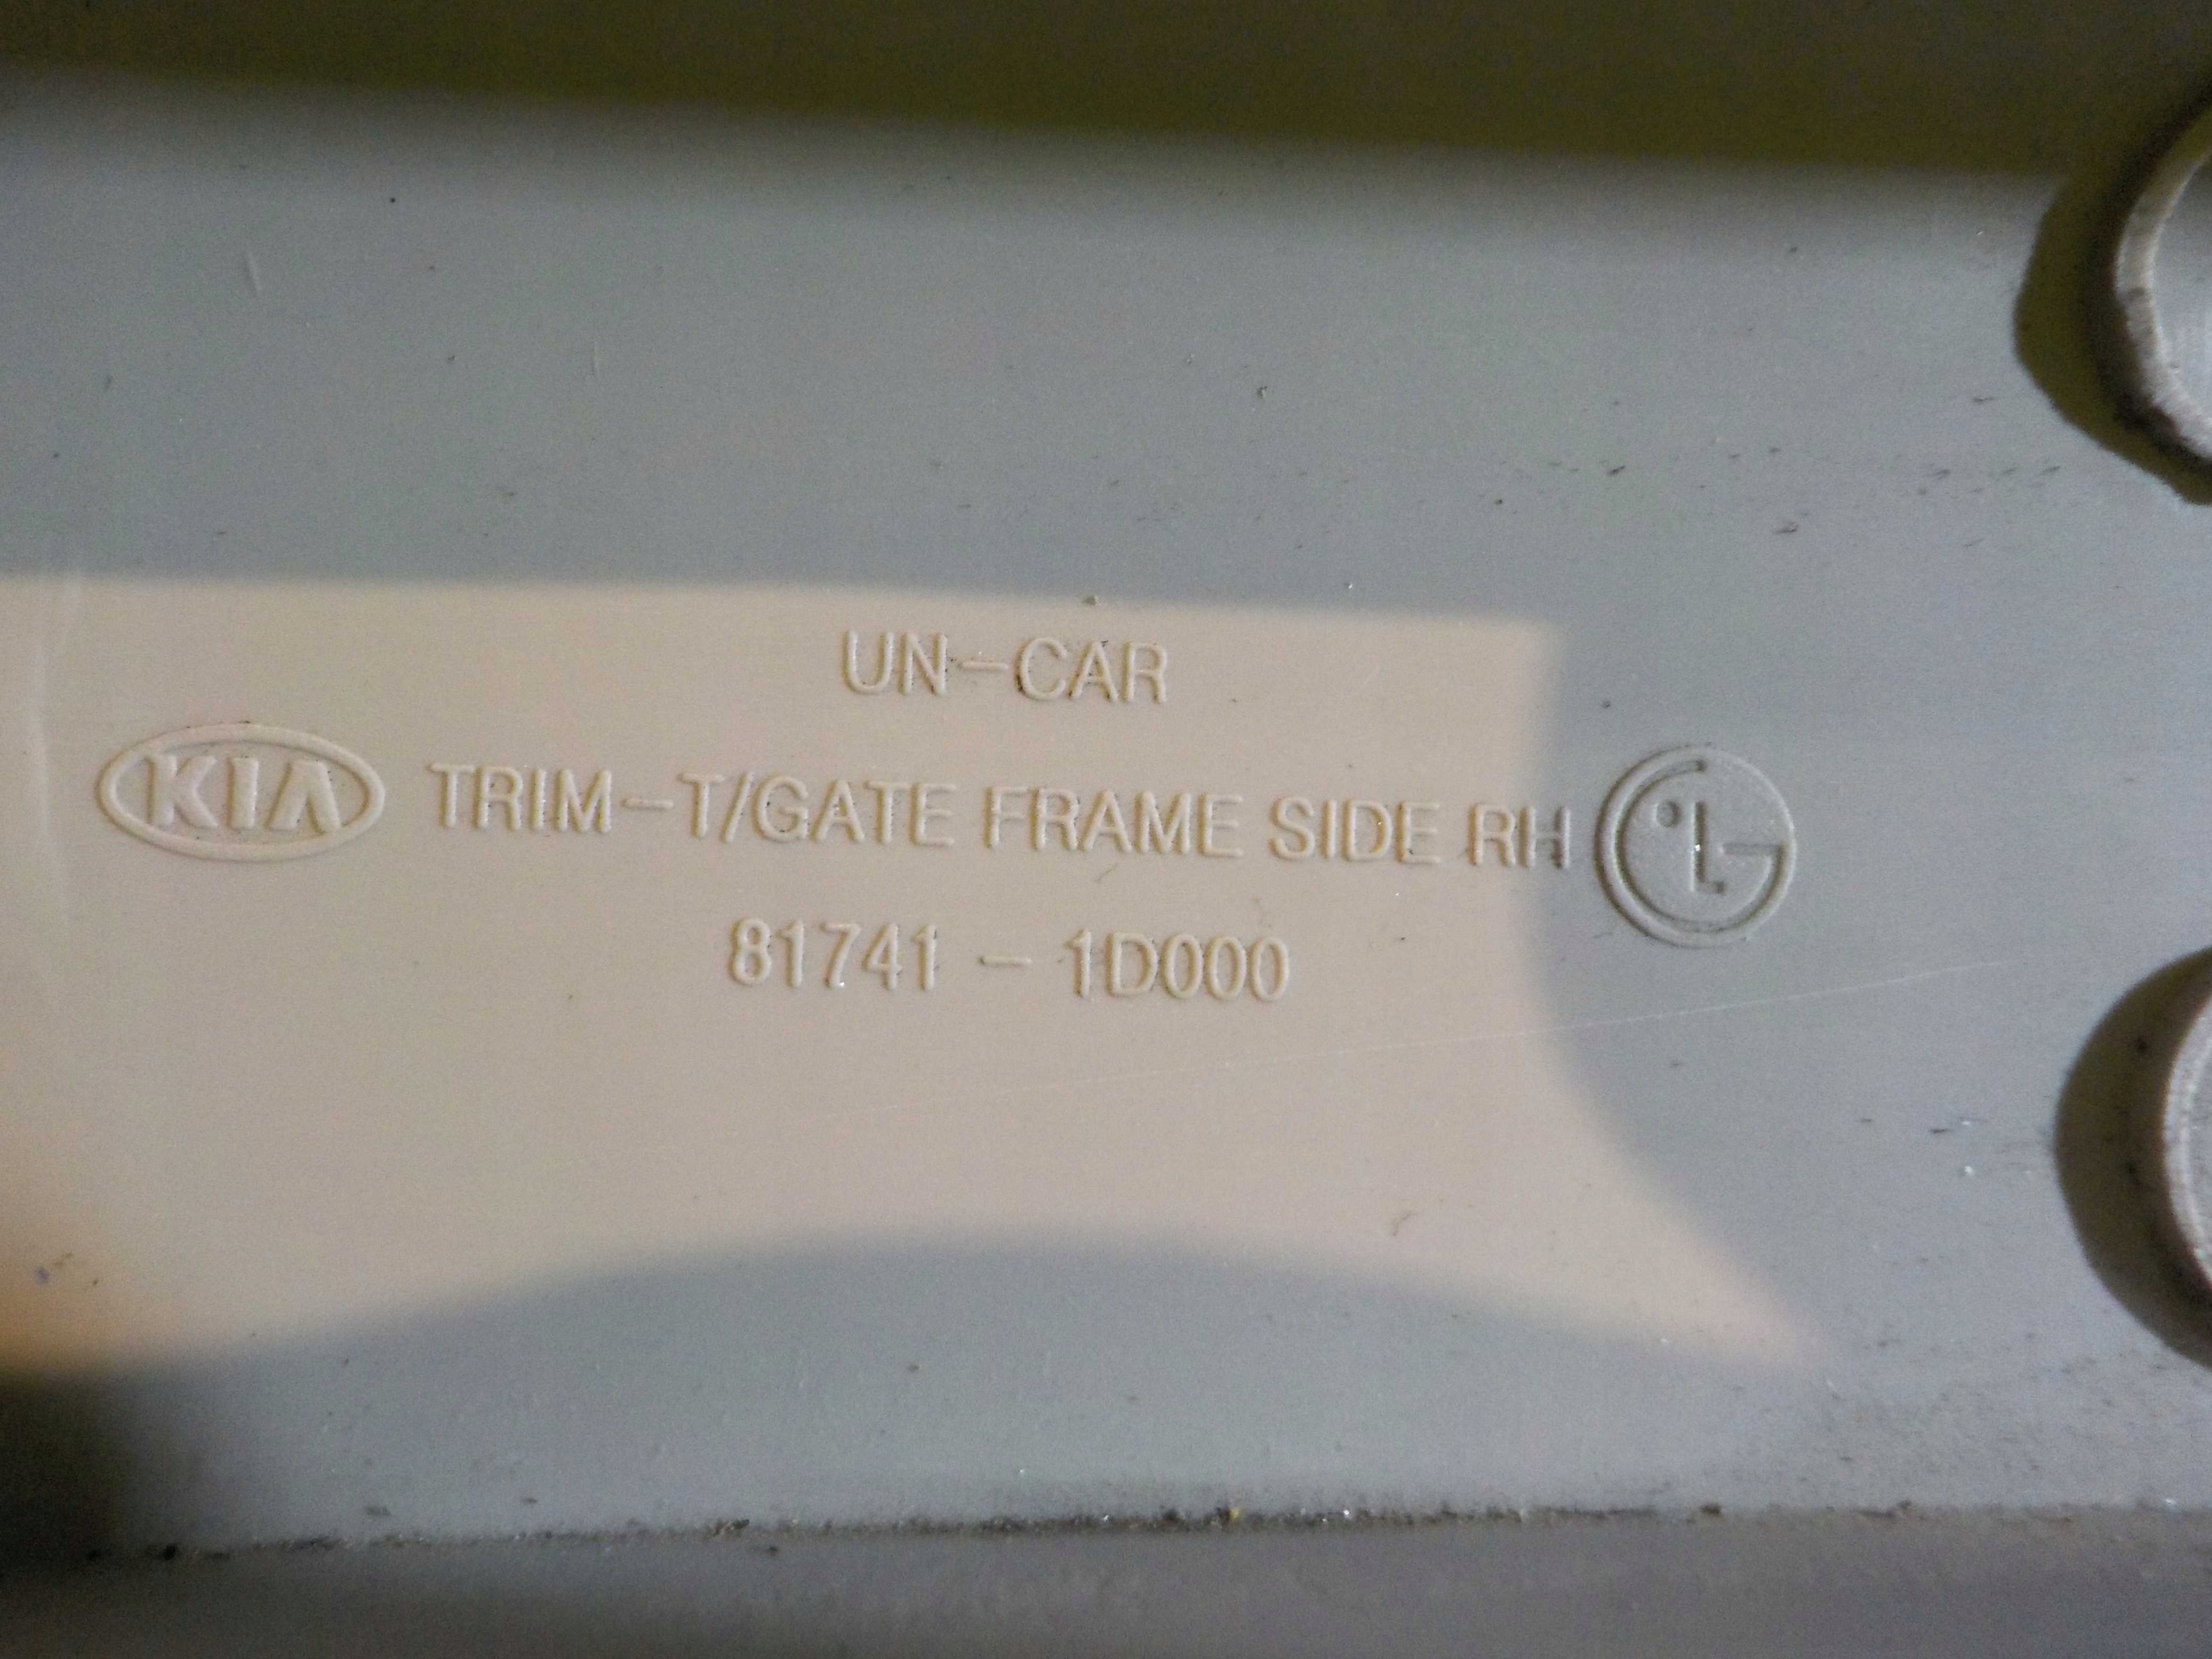 UN-CAR
KIA TRIM-T/GATE FRAME SIDE RH LG
81741 - 1D000